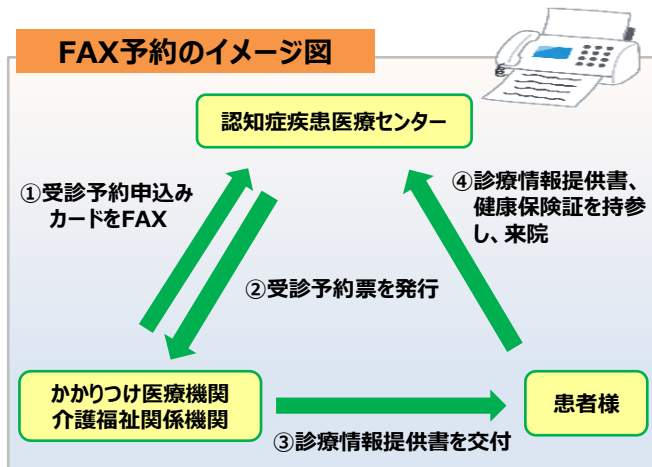 FAX予約のイメージ図
認知症疾患医療センター
①受診予約申込み
カードをFAX
④診療情報提供書、
健康保険証を持参
し、来院
②受診予約票を発行
かかりつけ医療機関
介護福祉関係機関
患者様
③診療情報提供書を交付